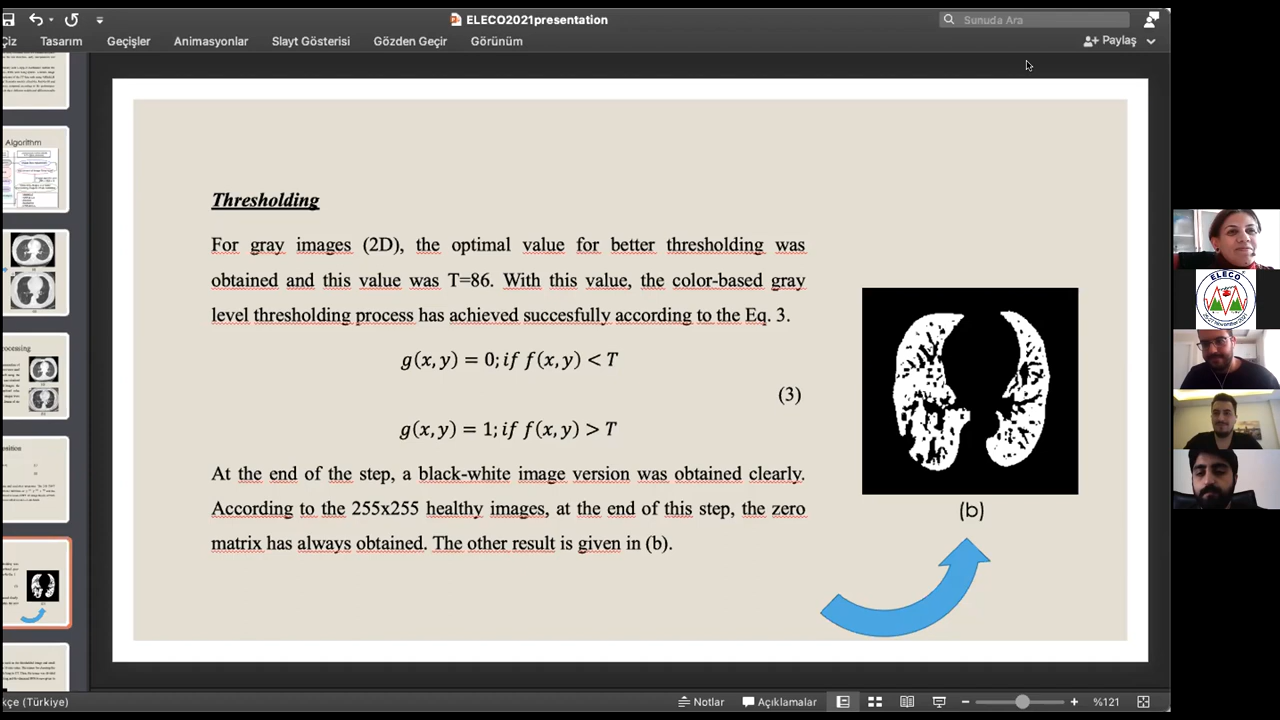 ELECO2021presentation
Sunuda Ara
Çiz Tasarım Geçişler Animasyonlar Slayt Gösterisi Gözden Geçir Görünüm Paylaş
Algorithm
Thresholding
For gray images (2D), the optimal value for better thresholding was
obtained and this value was T=86. With this value, the color-based gray
level thresholding process has achieved succesfully according to the Eq. 3.
g(x, y) = 0; if f(x, y) < T
(3)
g(x, y) = 1; if f(x, y) > T
At the end of the step, a black-white image version was obtained clearly.
According to the 255x255 healthy images, at the end of this step, the zero
matrix has always obtained. The other result is given in (b).
(b)
ELECO
kçe (Türkiye) Notlar Açıklamalar %121